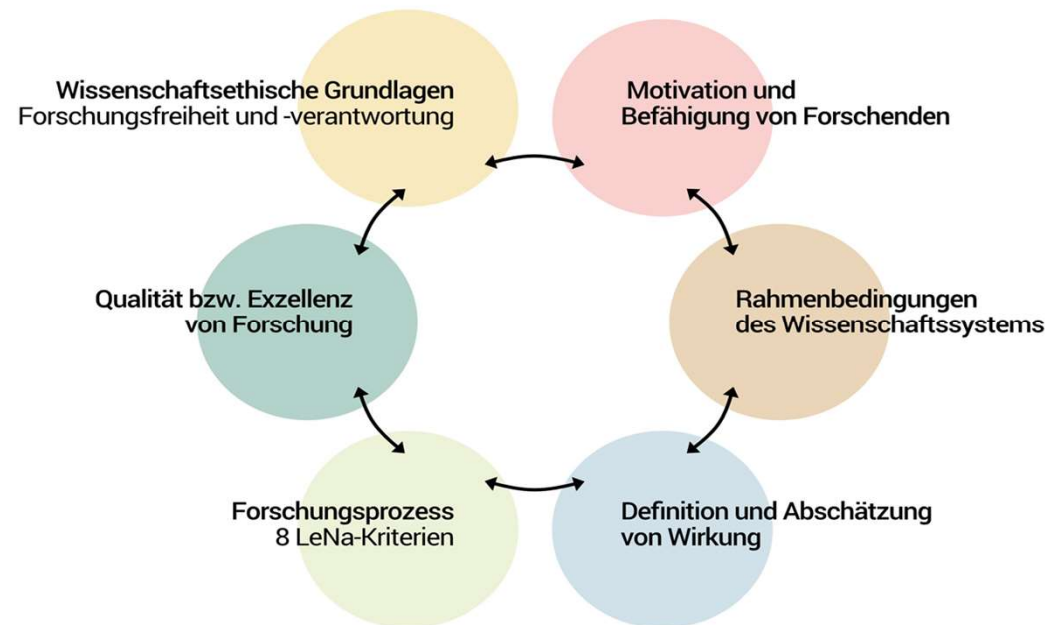 Wissenschaftsethische Grundlagen
Forschungsfreiheit und -verantwortung
Motivation und
Befähigung von Forschenden
Qualität bzw. Exzellenz
von Forschung
Rahmenbedingungen
des Wissenschaftssystems
Forschungsprozess
8 LeNa-Kriterien
Definition und Abschätzung
von Wirkung